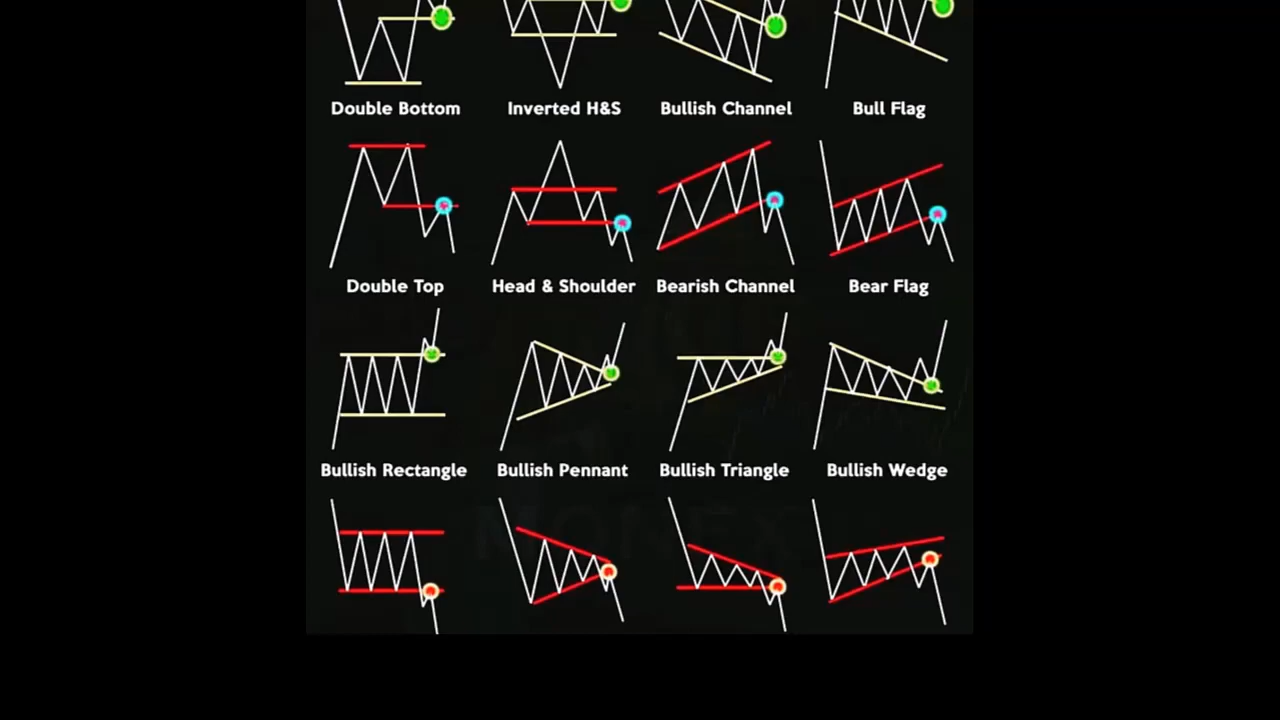 Double Bottom
Inverted H&S
Bullish Channel
Bull Flag
Double Top
Head & Shoulder
Bearish Channel
Bear Flag
Bullish Rectangle
Bullish Pennant
Bullish Triangle
Bullish Wedge